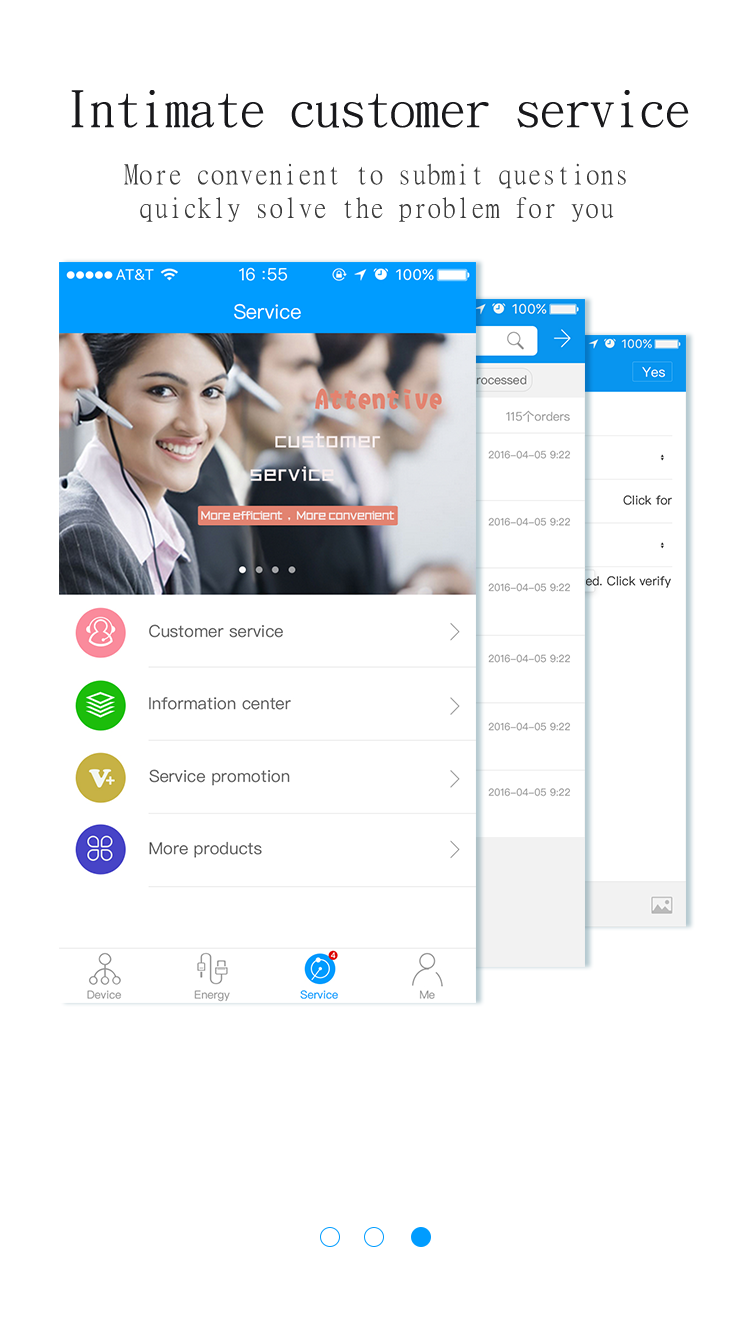 Intimate customer service
More convenient to submit questions
quickly solve the problem for you
AT&T 16 :55 100%
Service
Attentive
customer
service
More efficient . More convenient
Customer service
Information center
Service promotion
More products
Device
Energy
4
Service
Me
100%
rocessed
115个orders
2016-04-05 9:22
2016-04-05 9:22
2016-04-05 9:22
2016-04-05 9:22
2016-04-05 9:22
2016-04-05 9:22
100%
Yes
Click for
ed. Click verify